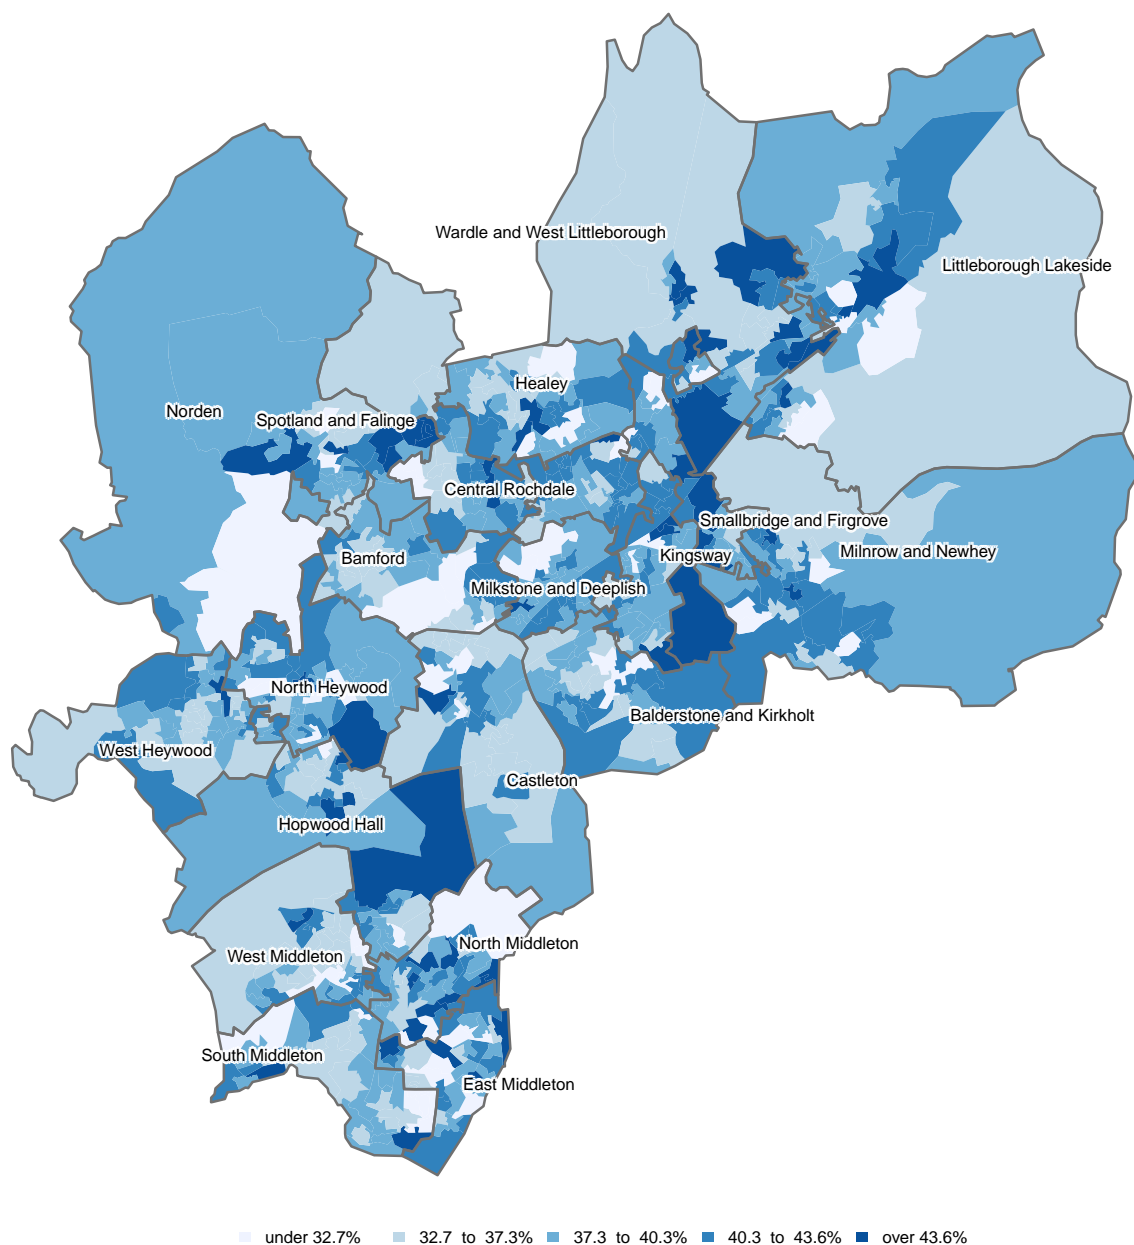 Wardle and West Littleborough
Littleborough Lakeside
Healey
Norden
Spotland and Falinge
Central Rochdale
Smallbridge and Firgrove
Bamford
Kingsway
Milnrow and Newhey
Milkstone and Deeplish
North Heywood
Balderstone and Kirkholt
West Heywood
Castleton
Hopwood Hall
North Middleton
West Middleton
South Middleton
East Middleton
under 32.7% 32.7 to 37.3% 37.3 to 40.3% 40.3 to 43.6% over 43.6%